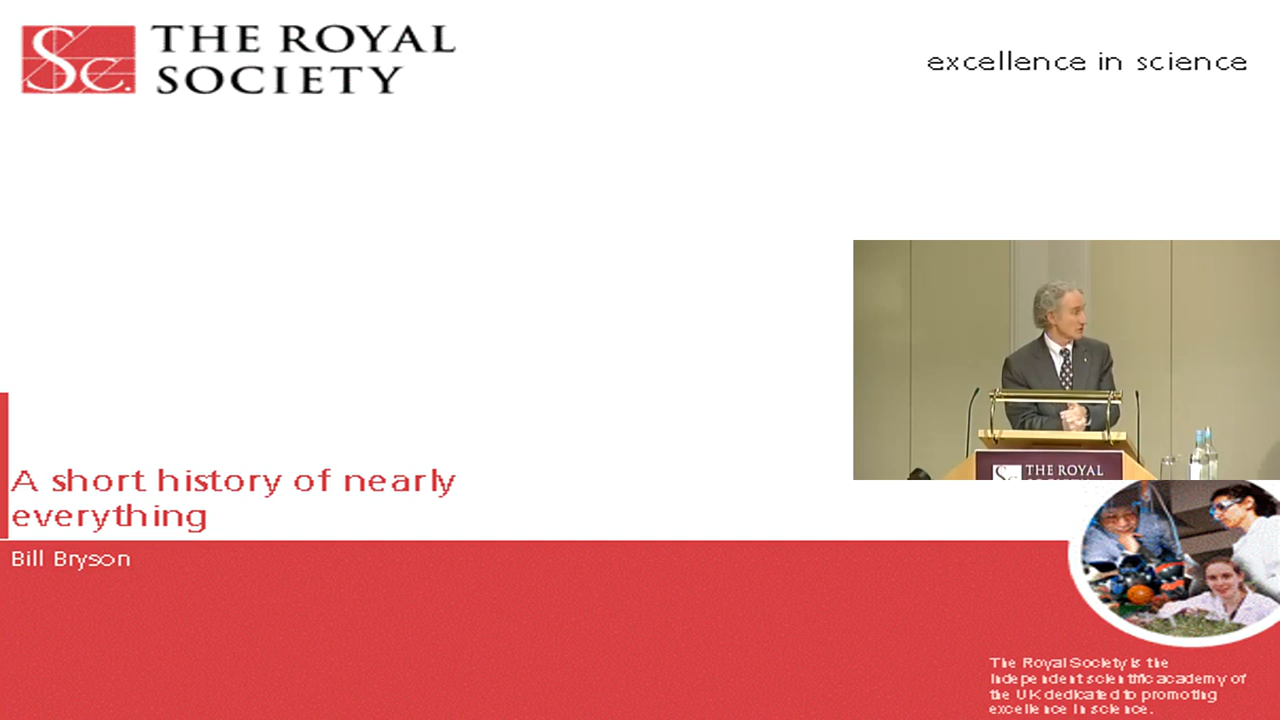 Sc.
THE ROYAL
SOCIETY
excellence in science
THE ROYAL
A short history of nearly
everything
Bill Bryson
The Royal Society is the
independent scientific academy of
the UK dedicated to promoting
excellence in science.